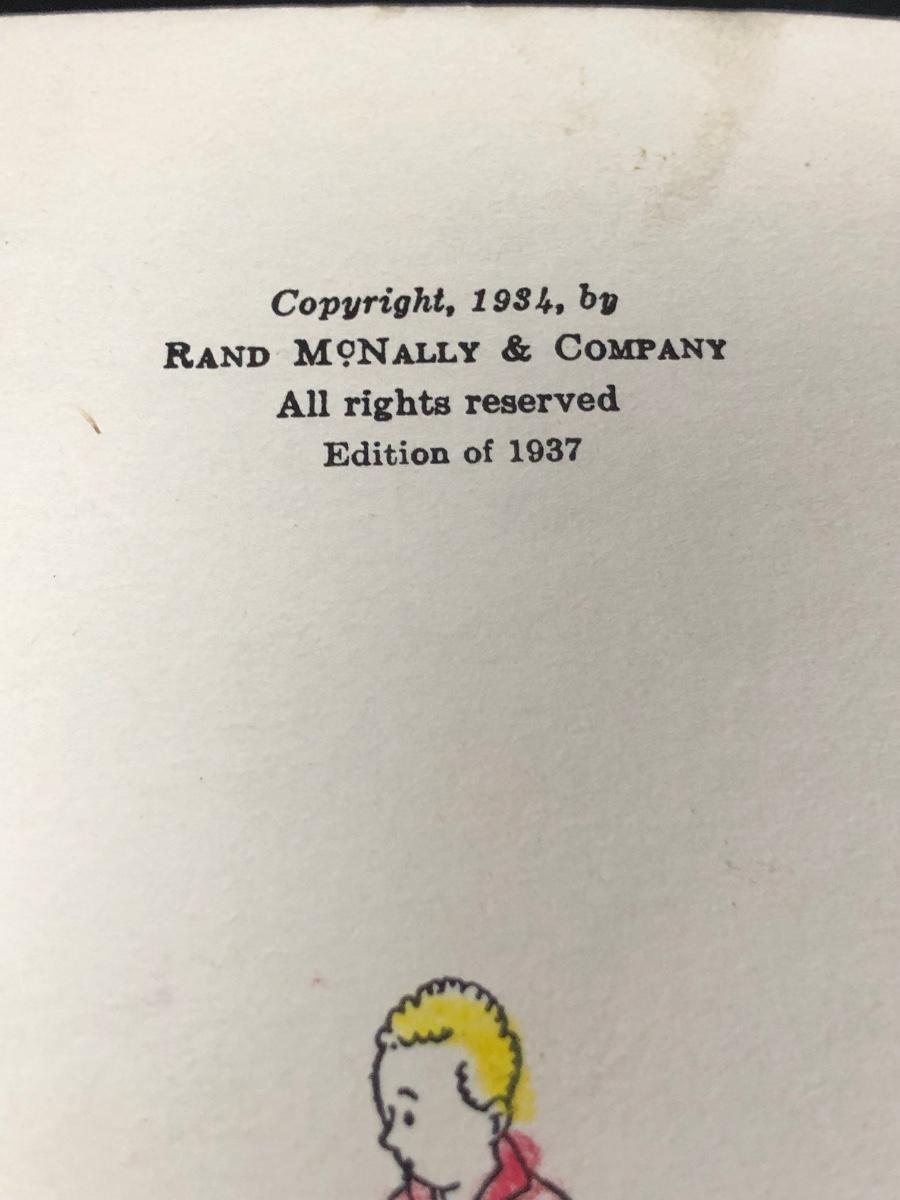 Copyright, 1934, by
RAND MᶜNALLY & COMPANY
All rights reserved
Edition of 1937